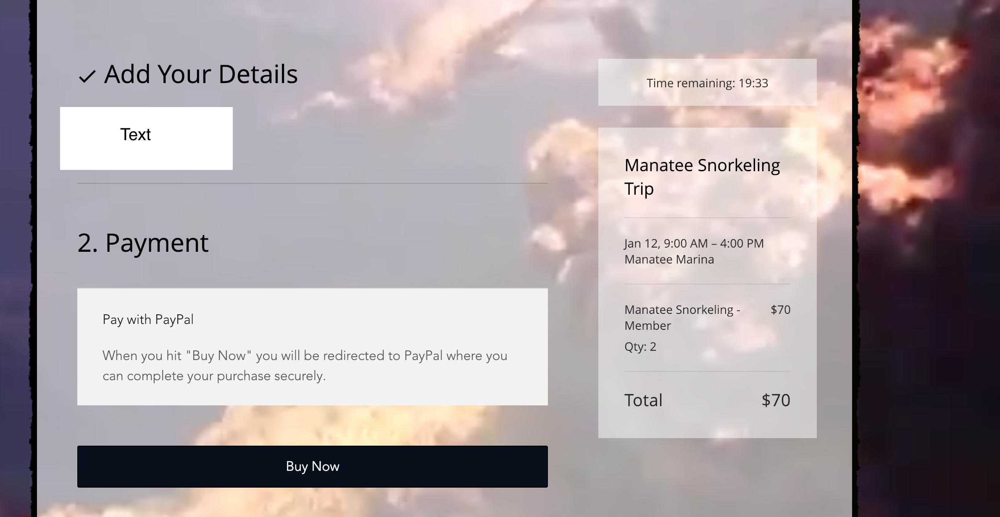 ✓ Add Your Details
Text
2. Payment
Pay with PayPal
When you hit "Buy Now" you will be redirected to PayPal where you
can complete your purchase securely.
Buy Now
Time remaining: 19:33
Manatee Snorkeling
Trip
Jan 12, 9:00 AM – 4:00 PM
Manatee Marina
Manatee Snorkeling - $70
Member
Qty: 2
Total $70